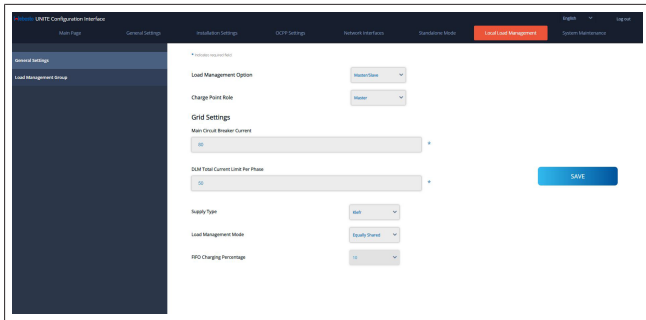 UNITE Configuration Interface
English
Log out
Main Page
General Settings
Installation Settings
OCPP Settings
Network Interfaces
Standalone Mode
Local Load Management
System Maintenance
General Settings
Load Management Group
* Indicates required field
Load Management Option
Master/Slave
Charge Point Role
Master
Grid Settings
Main Circuit Breaker Current
*
DLM Total Current Limit Per Phase
50 *
SAVE
Supply Type
Load Management Mode
Equally Shared
FIFO Charging Percentage